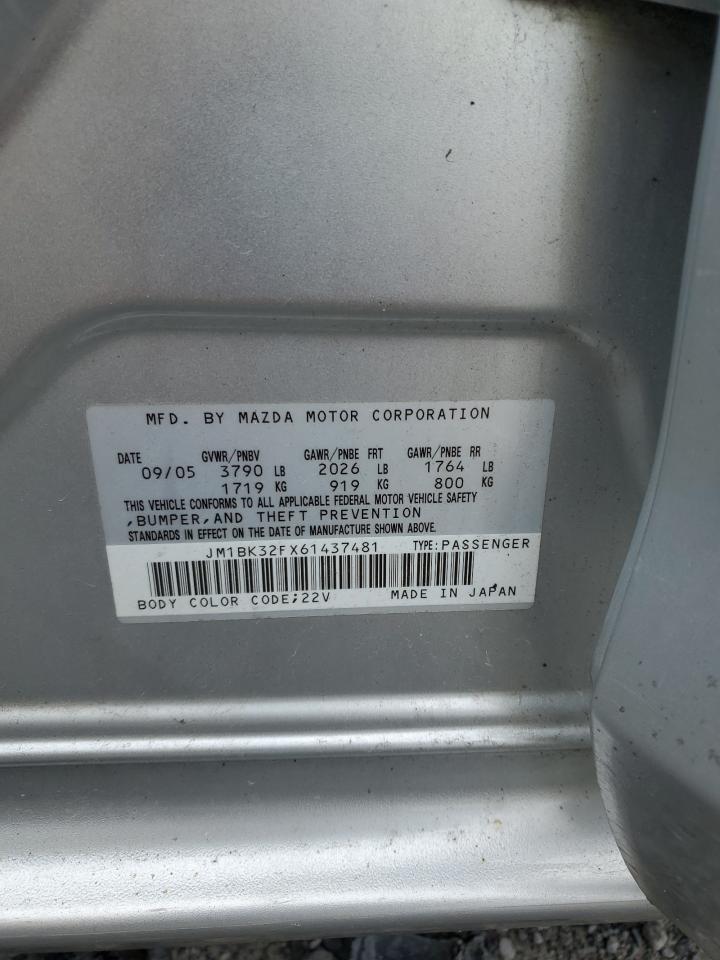 MFD. BY MAZDA MOTOR CORPORATION
DATE GVWR/PNBV GAWR/PNBE FRT GAWR/PNBE RR
09/05 3790 LB 2026 LB 1764 LB
1719 KG 919 KG 800 KG
THIS VEHICLE CONFORMS TO ALL APPLICABLE FEDERAL MOTOR VEHICLE SAFETY
,BUMPER,AND THEFT PREVENTION
STANDARDS IN EFFECT ON THE DATE OF MANUFACTURE SHOWN ABOVE.
JM1BK32FX61437481 TYPE:PASSENGER
BODY COLOR CODE;22V MADE IN JAPAN